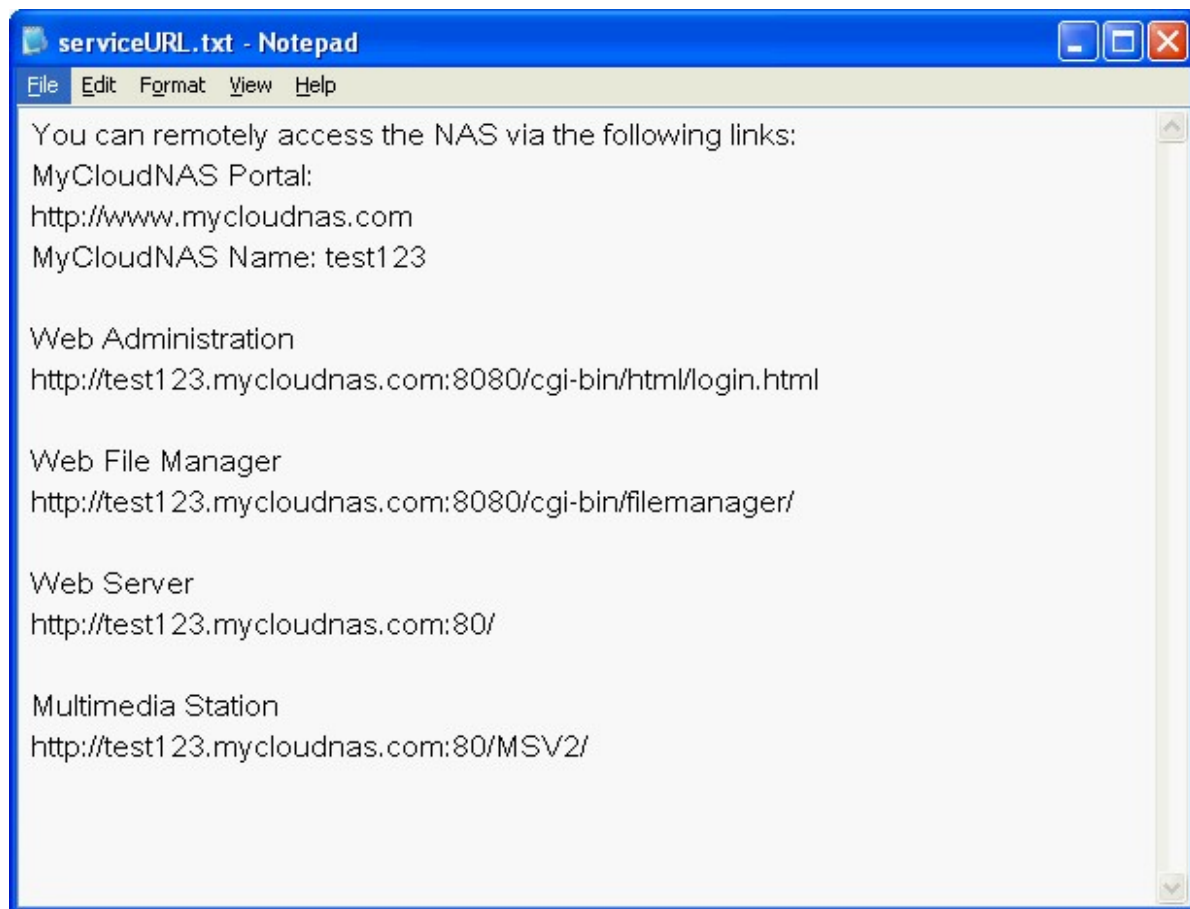 serviceURL.txt - Notepad
File Edit Format View Help
You can remotely access the NAS via the following links:
MyCloudNAS Portal:
http://www.mycloudnas.com
MyCloudNAS Name: test123
Web Administration
http://test123.mycloudnas.com:8080/cgi-bin/html/login.html
Web File Manager
http://test123.mycloudnas.com:8080/cgi-bin/filemanager/
Web Server
http://test123.mycloudnas.com:80/
Multimedia Station
http://test123.mycloudnas.com:80/MSV2/